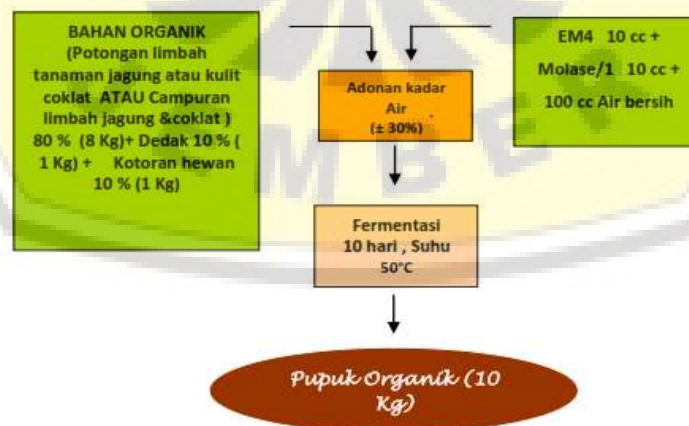 BAHAN ORGANIK
(Potongan limbah
tanaman jagung atau kulit
coklat ATAU Campuran
limbah jagung &coklat )
80 % (8 Kg)+ Dedak 10 % (
1 Kg) + Kotoran hewan
10 % (1 Kg)
Adonan kadar
Air
(± 30%)
EM4 10 cc +
Molase/1 10 cc +
100 cc Air bersih
Fermentasi
10 hari , Suhu
50°C
Pupuk Organik (10
Kg)
MBER